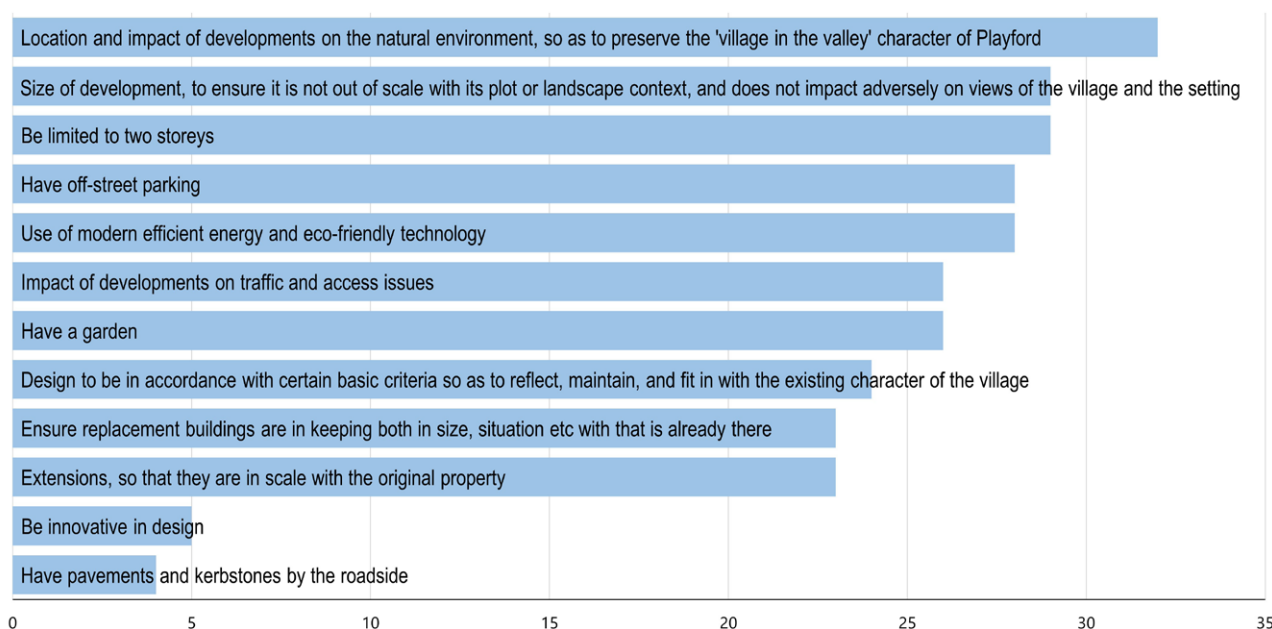 Location and impact of developments on the natural environment, so as to preserve the 'village in the valley' character of Playford
Size of development, to ensure it is not out of scale with its plot or landscape context, and does not impact adversely on views of the village and the setting
Be limited to two storeys
Have off-street parking
Use of modern efficient energy and eco-friendly technology
Impact of developments on traffic and access issues
Have a garden
Design to be in accordance with certain basic criteria so as to reflect, maintain, and fit in with the existing character of the village
Ensure replacement buildings are in keeping both in size, situation etc with that is already there
Extensions, so that they are in scale with the original property
Be innovative in design
Have pavements and kerbstones by the roadside
0 5 10 15 20 25 30 35